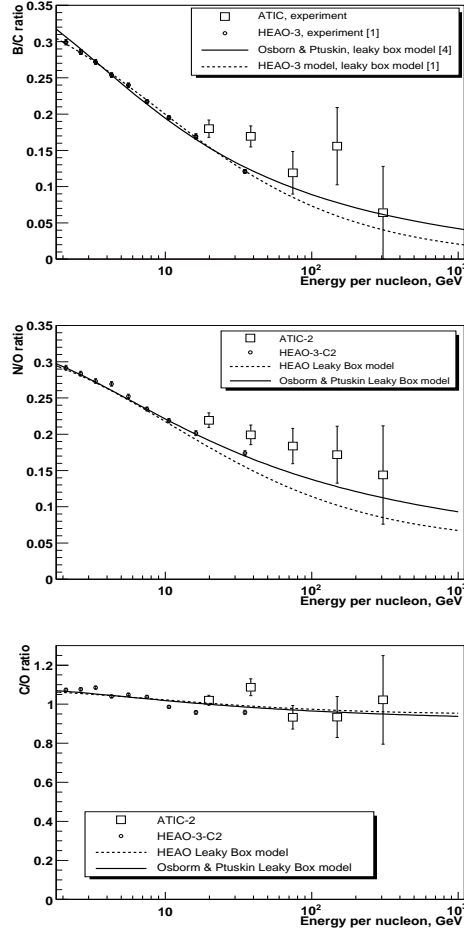 B/C ratio
0.35
0.3
0.25
0.2
0.15
0.1
0.05
0
ATIC, experiment
HEAO-3, experiment [1]
Osborn & Ptuskin, leaky box model [4]
HEAO-3 model, leaky box model [1]
10
10²
10³
Energy per nucleon, GeV
N/O ratio
0.35
0.3
0.25
0.2
0.15
0.1
0.05
0
ATIC-2
HEAO-3-C2
HEAO Leaky Box model
Osborn & Ptuskin Leaky Box model
10
10²
10³
Energy per nucleon, GeV
C/O ratio
1.2
1
0.8
0.6
0.4
0.2
0
ATIC-2
HEAO-3-C2
HEAO Leaky Box model
Osborn & Ptuskin Leaky Box model
10
10²
10³
Energy per nucleon, GeV